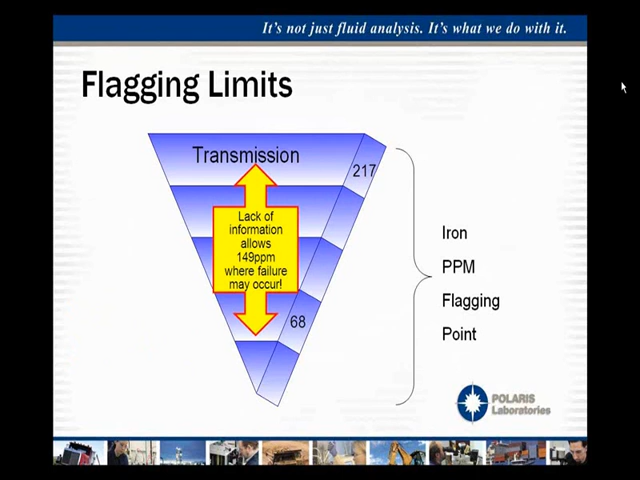 It's not just fluid analysis. It's what we do with it.
Flagging Limits
Transmission
217
Lack of
information
allows
149ppm
where failure
may occur!
68
Iron
PPM
Flagging
Point
POLARIS
Laboratories